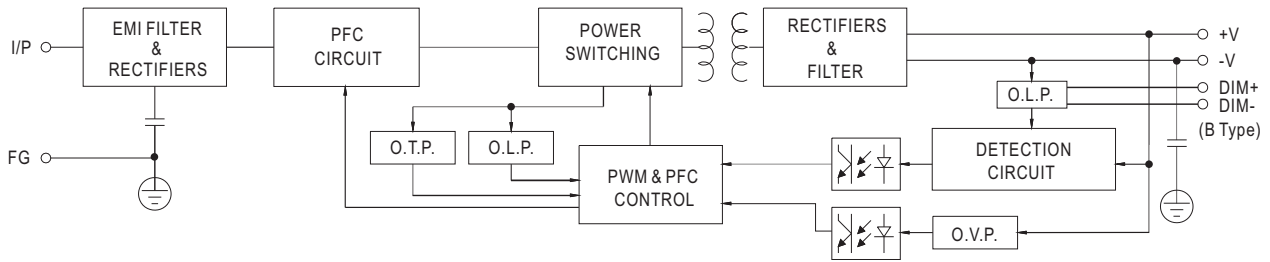 I/P
EMI FILTER
&
RECTIFIERS
PFC
CIRCUIT
POWER
SWITCHING
RECTIFIERS
&
FILTER
+V
-V
DIM+
DIM-
(B Type)
O.L.P.
FG
O.T.P.
O.L.P.
PWM & PFC
CONTROL
DETECTION
CIRCUIT
O.V.P.